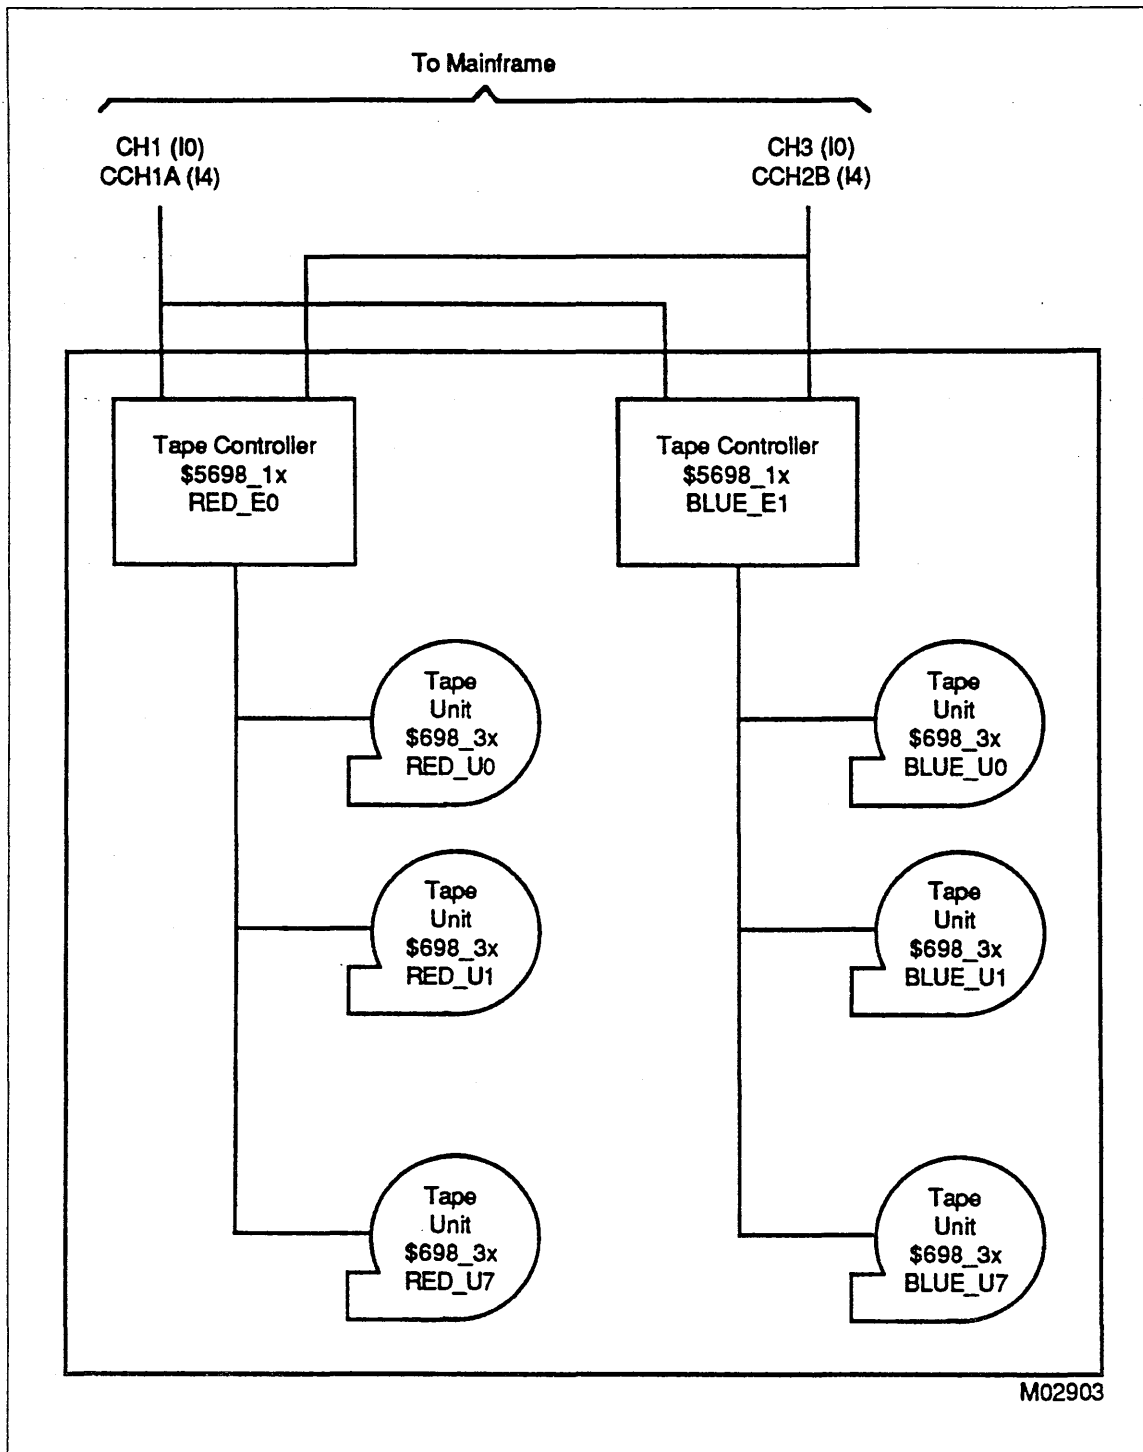 To Mainframe
CH1 (I0)
CCH1A (I4)
CH3 (I0)
CCH2B (I4)
Tape Controller
$5698_1x
RED_E0
Tape Controller
$5698_1x
BLUE_E1
Tape
Unit
$698_3x
RED_U0
Tape
Unit
$698_3x
BLUE_U0
Tape
Unit
$698_3x
RED_U1
Tape
Unit
$698_3x
BLUE_U1
Tape
Unit
$698_3x
RED_U7
Tape
Unit
$698_3x
BLUE_U7
M02903